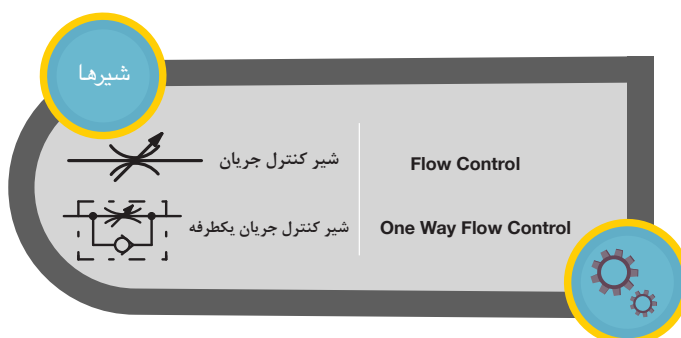 شیرها
شیر کنترل جریان
Flow Control
شیر کنترل جریان یکطرفه
One Way Flow Control